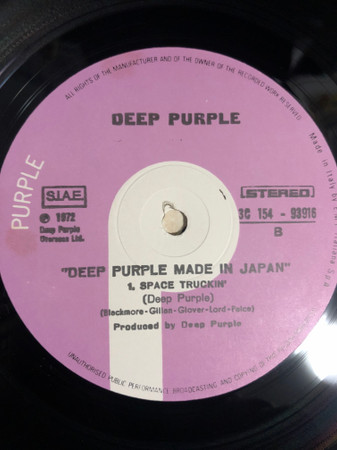 ALL RIGHTS OF THE MANUFACTURER AND OF THE OWNER OF THE RECORDED WORK RESERVED
DEEP PURPLE
PURPLE
S.I.A.E.
STEREO
℗ 1972
Deep Purple
Overseas Ltd.
3C 154 - 93916
B
Made in Italy by
Italiana S.p.A.
"DEEP PURPLE MADE IN JAPAN"
1. SPACE TRUCKIN'
(Deep Purple)
(Blackmore-Gillan-Glover-Lord-Paice)
Produced by Deep Purple
UNAUTHORISED PUBLIC PERFORMANCE BROADCASTING AND COPYING OF THIS